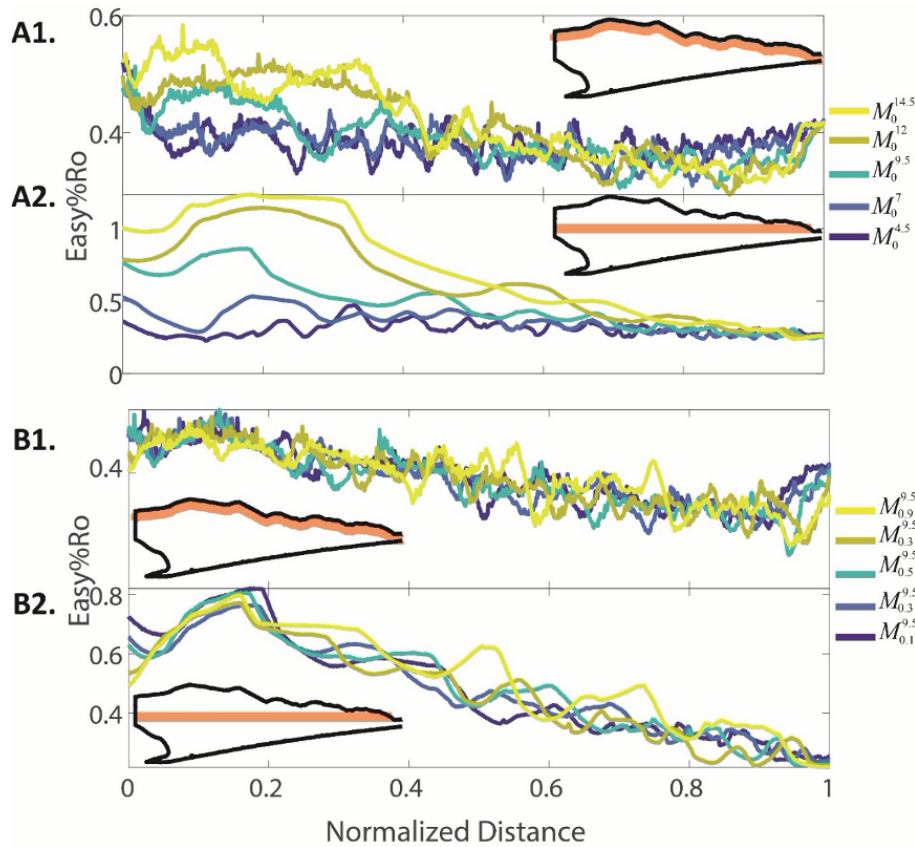 A1.
0.6
0.4
M₀^14.5
M₀^12
M₀^9.5
M₀^7
M₀^4.5
A2.
Easy%Ro
1
0.5
0
B1.
0.4
M₀.₉^9.5
M₀.₃^9.5
M₀.₅^9.5
M₀.₃^9.5
M₀.₁^9.5
B2.
Easy%Ro
0.8
0.6
0.4
0 0.2 0.4 0.6 0.8 1
Normalized Distance